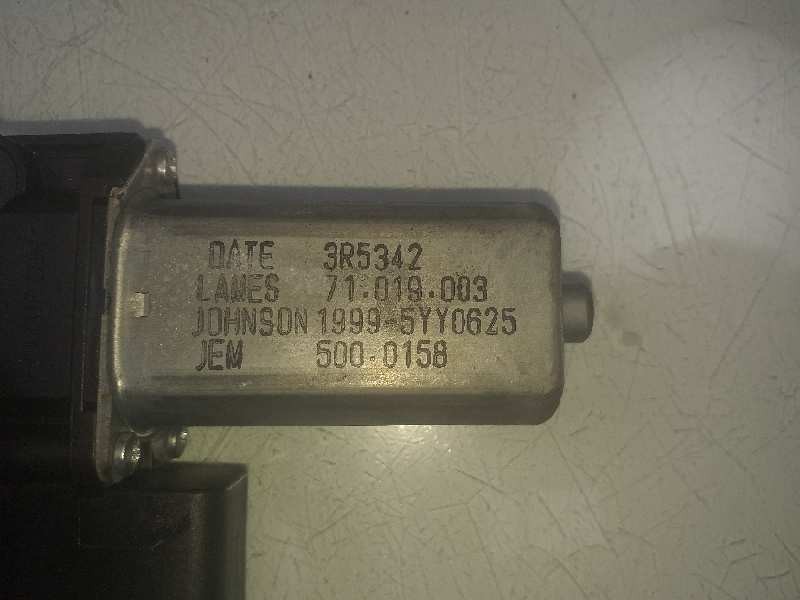 DATE 3R5342
LAMES 71.019.003
JOHNSON 1999-5YY0625
JEM 500-0158